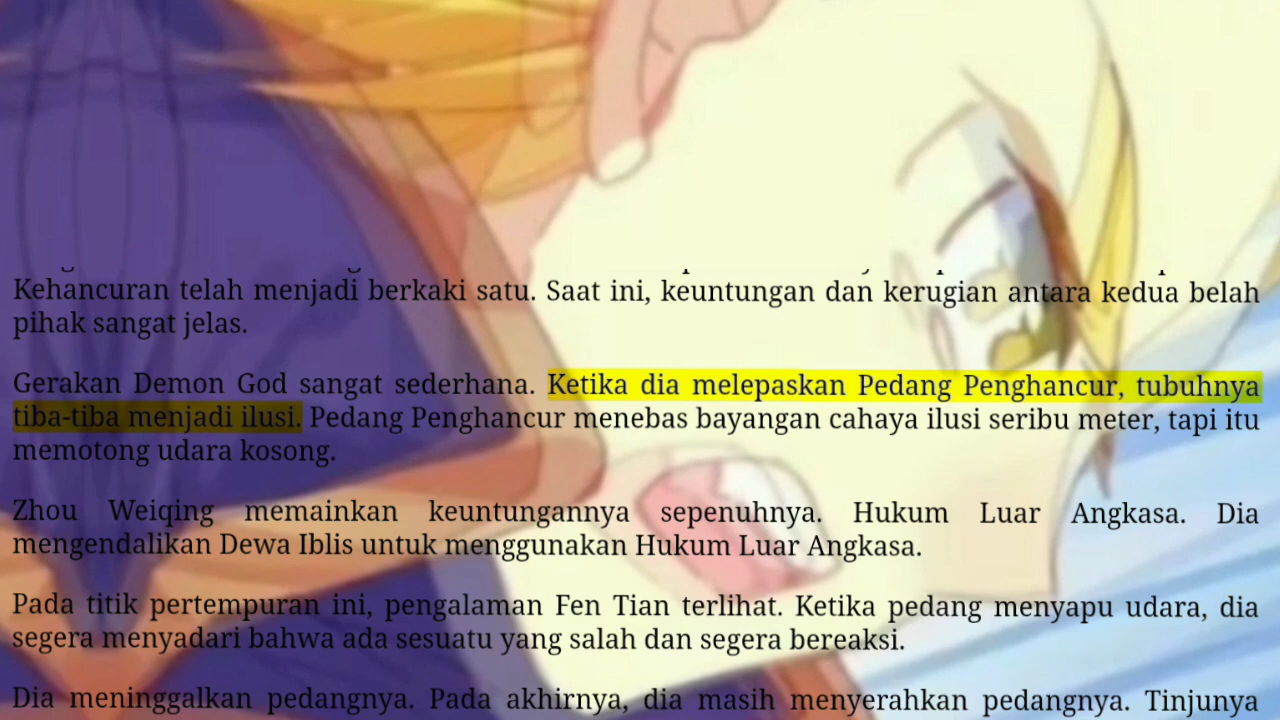 Kehancuran telah menjadi berkaki satu. Saat ini, keuntungan dan kerugian antara kedua belah
pihak sangat jelas.
Gerakan Demon God sangat sederhana. Ketika dia melepaskan Pedang Penghancur, tubuhnya
tiba-tiba menjadi ilusi. Pedang Penghancur menebas bayangan cahaya ilusi seribu meter, tapi itu
memotong udara kosong.
Zhou Weiqing memainkan keuntungannya sepenuhnya. Hukum Luar Angkasa. Dia
mengendalikan Dewa Iblis untuk menggunakan Hukum Luar Angkasa.
Pada titik pertempuran ini, pengalaman Fen Tian terlihat. Ketika pedang menyapu udara, dia
segera menyadari bahwa ada sesuatu yang salah dan segera bereaksi.
Dia meninggalkan pedangnya. Pada akhirnya, dia masih menyerahkan pedangnya. Tinjunya